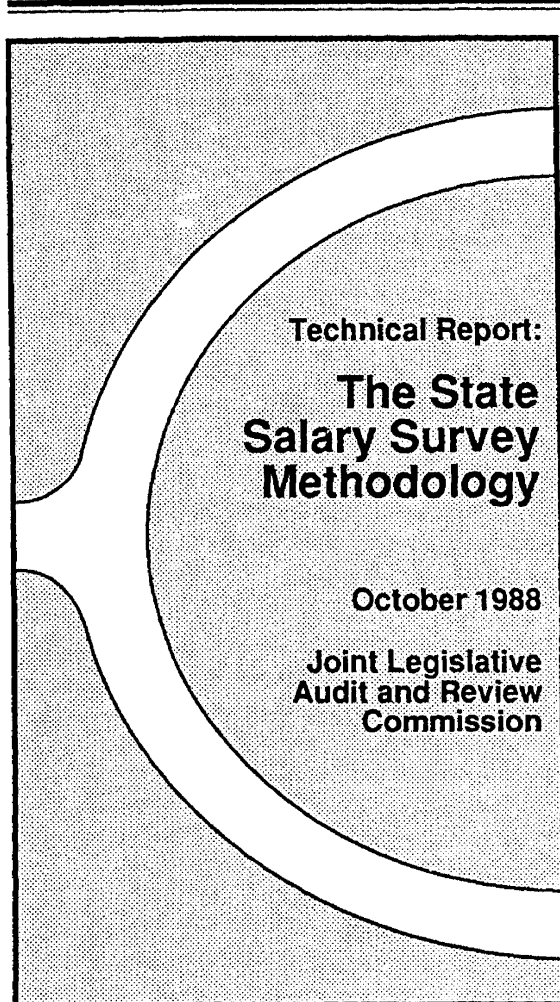 Technical Report:
The State
Salary Survey
Methodology
October 1988
Joint Legislative
Audit and Review
Commission